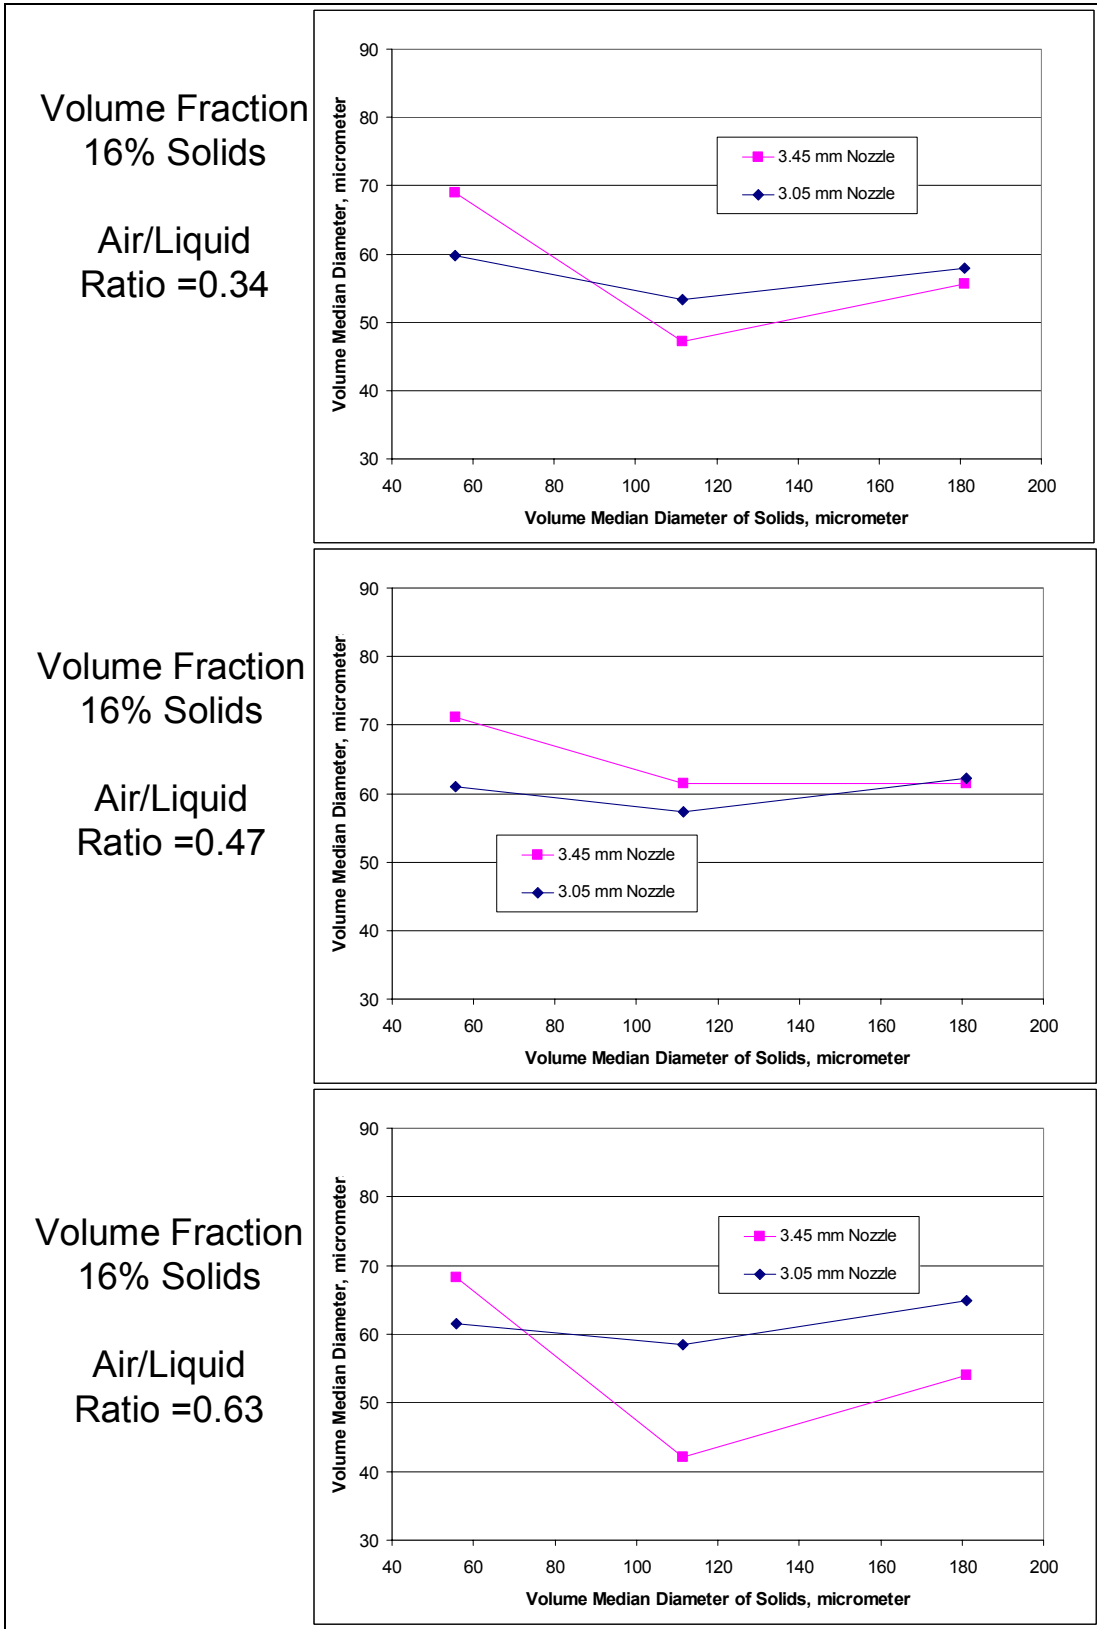 Volume Fraction
16% Solids
Air/Liquid
Ratio =0.34
Volume Median Diameter, micrometer
90
80
70
60
50
40
30
3.45 mm Nozzle
3.05 mm Nozzle
40 60 80 100 120 140 160 180 200
Volume Median Diameter of Solids, micrometer
Volume Fraction
16% Solids
Air/Liquid
Ratio =0.47
Volume Median Diameter, micrometer
90
80
70
60
50
40
30
3.45 mm Nozzle
3.05 mm Nozzle
40 60 80 100 120 140 160 180 200
Volume Median Diameter of Solids, micrometer
Volume Fraction
16% Solids
Air/Liquid
Ratio =0.63
Volume Median Diameter, micrometer
90
80
70
60
50
40
30
3.45 mm Nozzle
3.05 mm Nozzle
40 60 80 100 120 140 160 180 200
Volume Median Diameter of Solids, micrometer